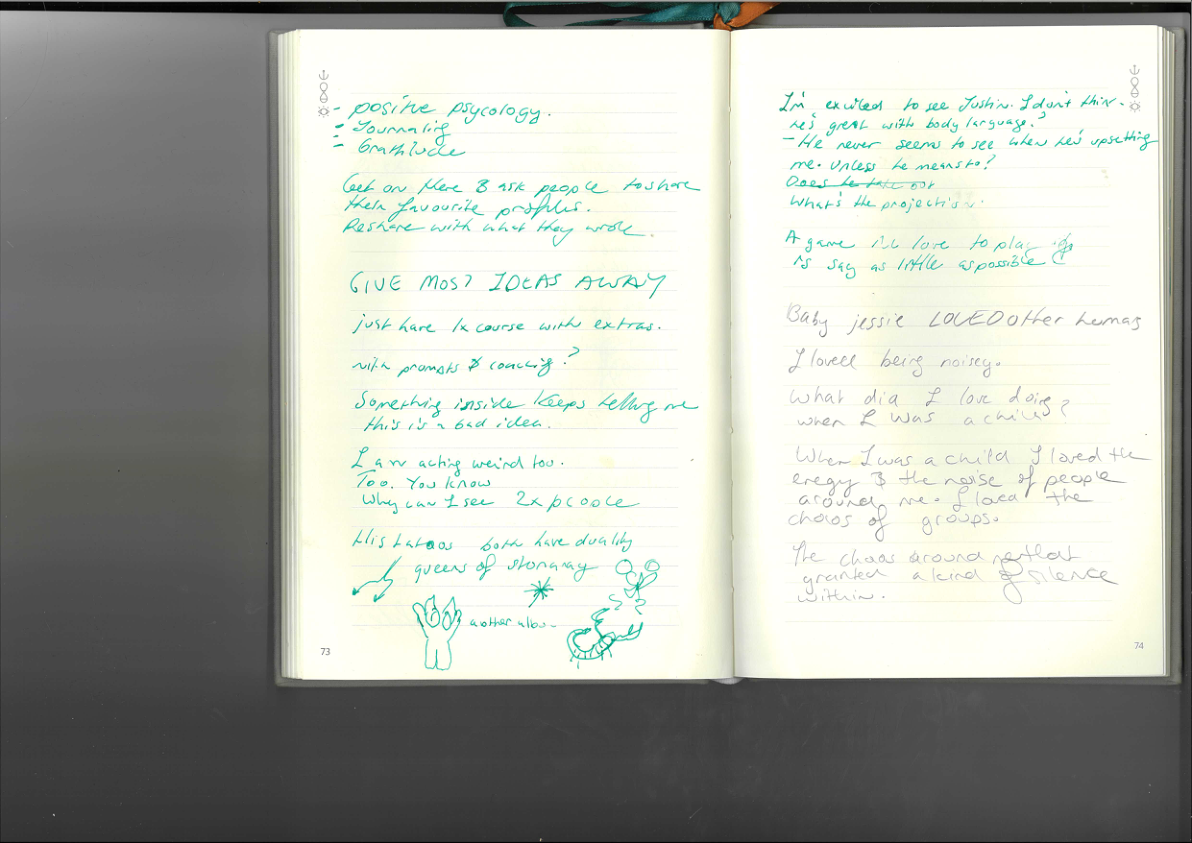 - positive psycology.
- Journaling
- Gratitude
Get on there & ask people to share
their favourite profiles.
Reshare with what they wrote.
GIVE MOST IDEAS AWAY
just have 1x course with extras.
with prompts & coaching?
Something inside keeps telling me
this is a bad idea.
I am acting weird too.
Too. You know
Why can I see 2x people
His tatoos both have duality
queens of
another album
73
I'm excited to see Justin. I don't think
he's great with body language?
- He never seems to see when he's upsetting
me. Unless he means to?
Does he take out
What's the projection.
A game I'll love to play
is say as little as possible
Baby jessie LOVED other humans
I loved being noisey.
What did I love doing
when I was a child?
When I was a child I loved the
enegy & the noise of people
around me. I loved the
chaos of groups.
The chaos around me that
granted a kind of silence
within.
74